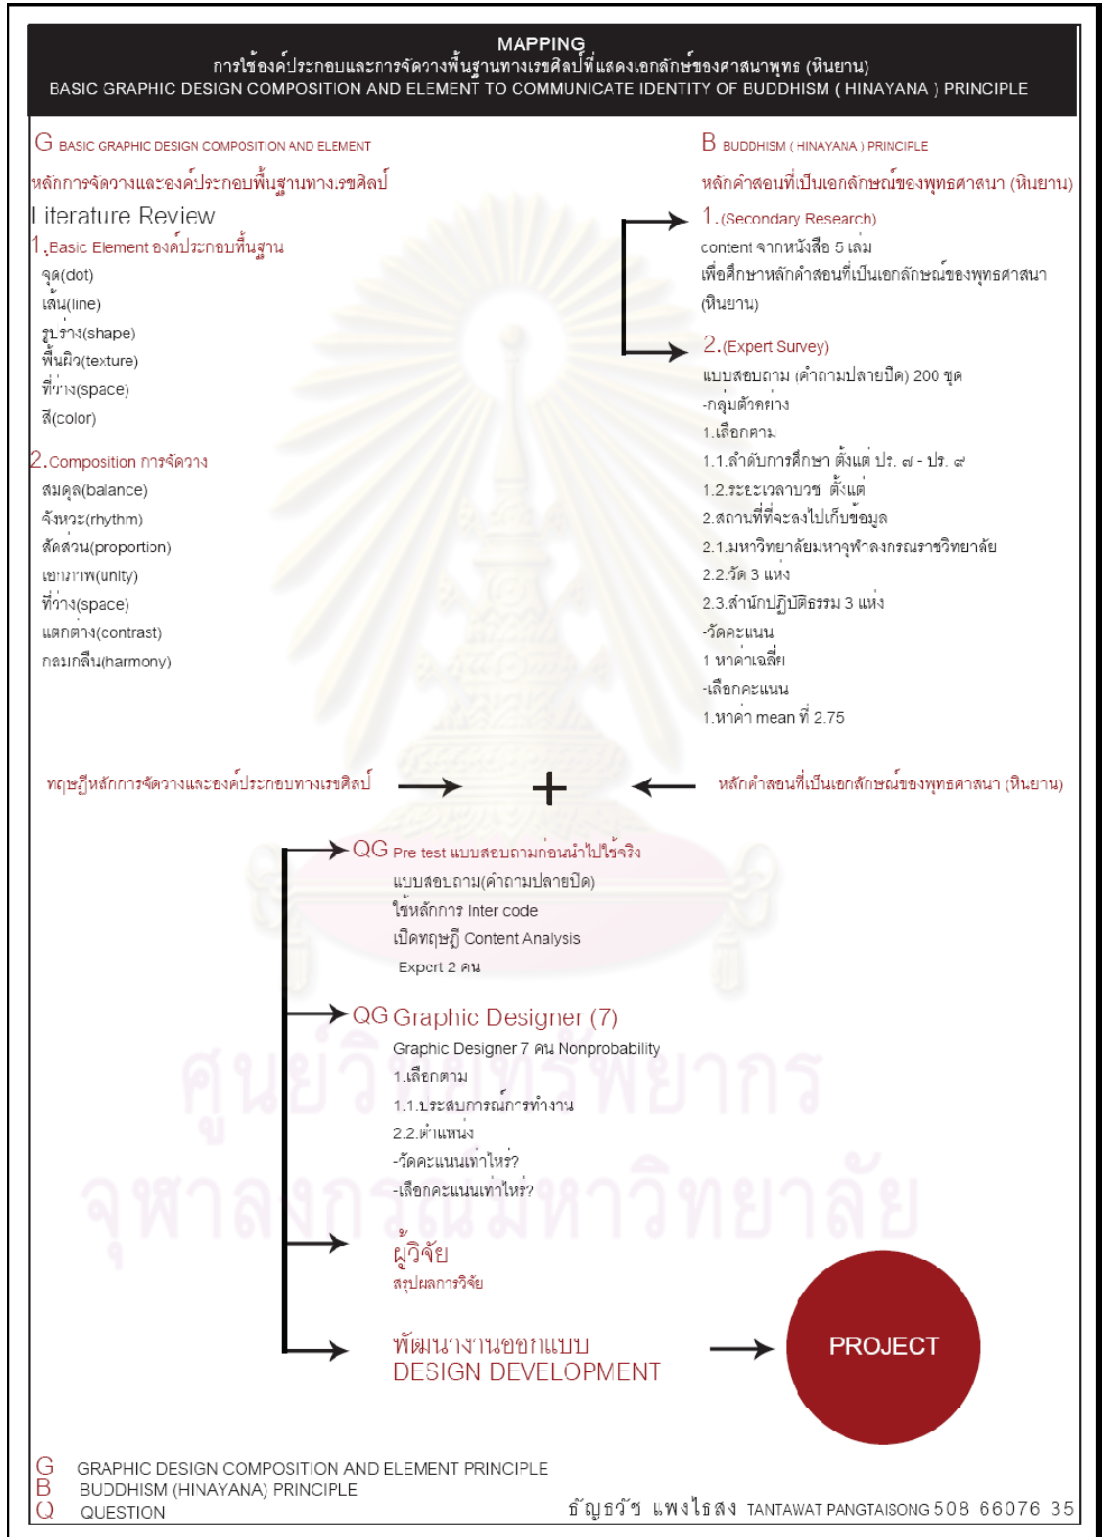 MAPPING
การใช้องค์ประกอบและการจัดวางพื้นฐานทางเรขศิลป์ที่แสดงเอกลักษ์ของศาสนาพุทธ (หินยาน)
BASIC GRAPHIC DESIGN COMPOSITION AND ELEMENT TO COMMUNICATE IDENTITY OF BUDDHISM ( HINAYANA ) PRINCIPLE
G BASIC GRAPHIC DESIGN COMPOSITION AND ELEMENT
หลักการจัดวางและองค์ประกอบพื้นฐานทางเรขศิลป์
Literature Review
1.Basic Element องค์ประกอบพื้นฐาน
จุด(dot)
เส้น(line)
รูปร่าง(shape)
พื้นผิว(texture)
ที่ว่าง(space)
สี(color)
2.Composition การจัดวาง
สมดุล(balance)
จังหวะ(rhythm)
สัดส่วน(proportion)
เอกภาพ(unity)
ที่ว่าง(space)
แตกต่าง(contrast)
กลมกลืน(harmony)
B BUDDHISM ( HINAYANA ) PRINCIPLE
หลักคำสอนที่เป็นเอกลักษณ์ของพุทธศาสนา (หินยาน)
1.(Secondary Research)
content จากหนังสือ 5 เล่ม
เพื่อศึกษาหลักคำสอนที่เป็นเอกลักษณ์ของพุทธศาสนา
(หินยาน)
2.(Expert Survey)
แบบสอบถาม (คำถามปลายปิด) 200 ชุด
-กลุ่มตัวอย่าง
1.เลือกตาม
1.1.ลำดับการศึกษา ตั้งแต่ ปร. ๗ - ปร. ๙
1.2.ระยะเวลาบวช ตั้งแต่
2.สถานที่ที่จะลงไปเก็บข้อมูล
2.1.มหาวิทยาลัยมหาจุฬาลงกรณราชวิทยาลัย
2.2.วัด 3 แห่ง
2.3.สำนักปฏิบัติธรรม 3 แห่ง
-วัดคะแนน
1 หาค่าเฉลี่ย
-เลือกคะแนน
1.หาค่า mean ที่ 2.75
ทฤษฎีหลักการจัดวางและองค์ประกอบทางเรขศิลป์
+
หลักคำสอนที่เป็นเอกลักษ์ของพุทธศาสนา (หินยาน)
QG Pre test แบบสอบถามก่อนนำไปใช้จริง
แบบสอบถาม(คำถามปลายปิด)
ใช้หลักการ Inter code
เปิดทฤษฎี Content Analysis
Expert 2 คน
QG Graphic Designer (7)
Graphic Designer 7 คน Nonprobability
1.เลือกตาม
1.1.ประสบการณ์การทำงาน
2.2.ตำแหน่ง
-วัดคะแนนเท่าไหร่?
-เลือกคะแนนเท่าไหร่?
ศูนย์วิทยทรัพยากร
จุฬาลงกรณ์มหาวิทยาลัย
ผู้วิจัย
สรุปผลการวิจัย
พัฒนางานออกแบบ
DESIGN DEVELOPMENT
PROJECT
G GRAPHIC DESIGN COMPOSITION AND ELEMENT PRINCIPLE
B BUDDHISM (HINAYANA) PRINCIPLE
Q QUESTION
ธัญธวัช แพงไธสง TANTAWAT PANGTAISONG 508 66076 35